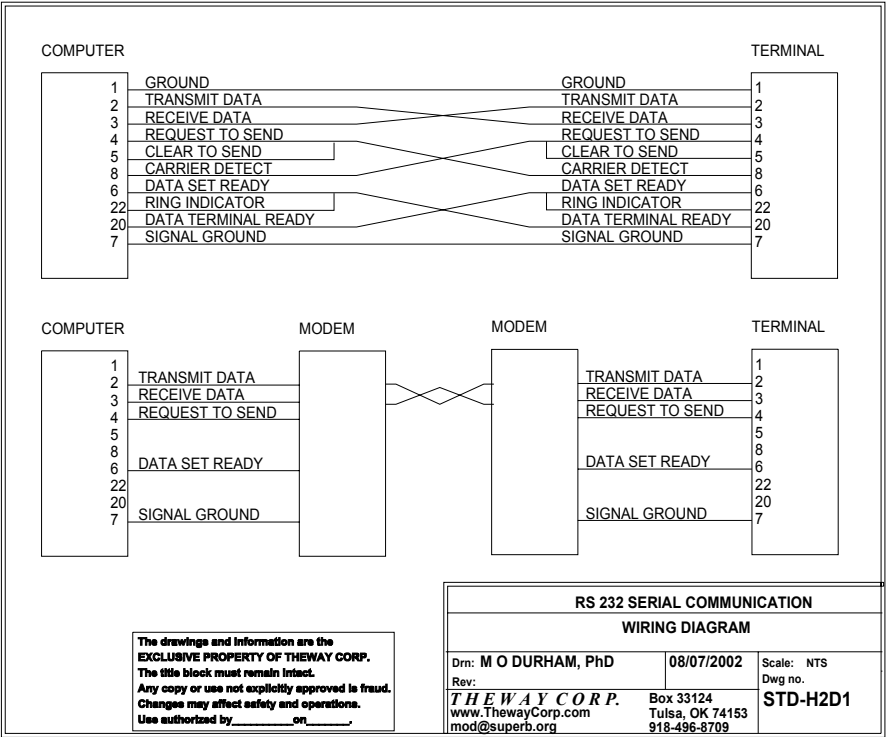 COMPUTER TERMINAL
1 GROUND GROUND 1
2 TRANSMIT DATA TRANSMIT DATA 2
3 RECEIVE DATA RECEIVE DATA 3
4 REQUEST TO SEND REQUEST TO SEND 4
5 CLEAR TO SEND CLEAR TO SEND 5
8 CARRIER DETECT CARRIER DETECT 8
6 DATA SET READY DATA SET READY 6
22 RING INDICATOR RING INDICATOR 22
20 DATA TERMINAL READY DATA TERMINAL READY 20
7 SIGNAL GROUND SIGNAL GROUND 7
COMPUTER MODEM MODEM TERMINAL
1 1
2 TRANSMIT DATA TRANSMIT DATA 2
3 RECEIVE DATA RECEIVE DATA 3
4 REQUEST TO SEND REQUEST TO SEND 4
5 5
8 8
6 DATA SET READY DATA SET READY 6
22 22
20 20
7 SIGNAL GROUND SIGNAL GROUND 7
The drawings and information are the
EXCLUSIVE PROPERTY OF THEWAY CORP.
The title block must remain intact.
Any copy or use not explicitly approved is fraud.
Changes may affect safety and operations.
Use authorized by__________on_______.
RS 232 SERIAL COMMUNICATION
WIRING DIAGRAM
Drn: M O DURHAM, PhD 08/07/2002 Scale: NTS
Rev: Dwg no.
THEWAY CORP. Box 33124 STD-H2D1
www.ThewayCorp.com Tulsa, OK 74153
mod@superb.org 918-496-8709